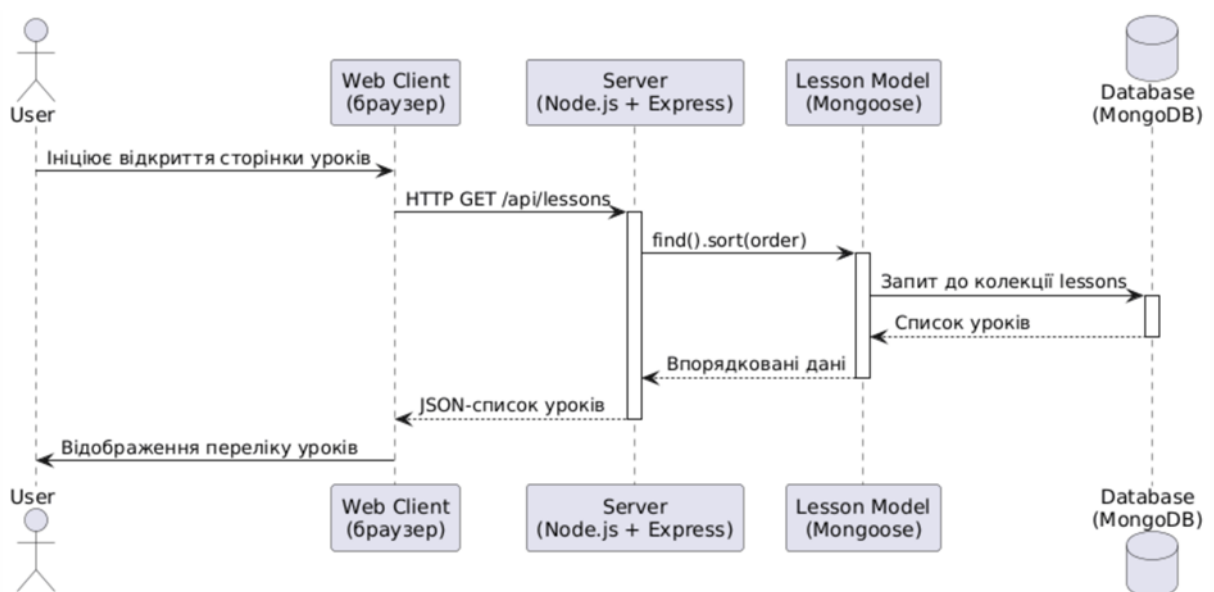 User
Web Client
(браузер)
Server
(Node.js + Express)
Lesson Model
(Mongoose)
Database
(MongoDB)
Ініціює відкриття сторінки уроків
HTTP GET /api/lessons
find().sort(order)
Запит до колекції lessons
Список уроків
Впорядковані дані
JSON-список уроків
Відображення переліку уроків
User
Web Client
(браузер)
Server
(Node.js + Express)
Lesson Model
(Mongoose)
Database
(MongoDB)